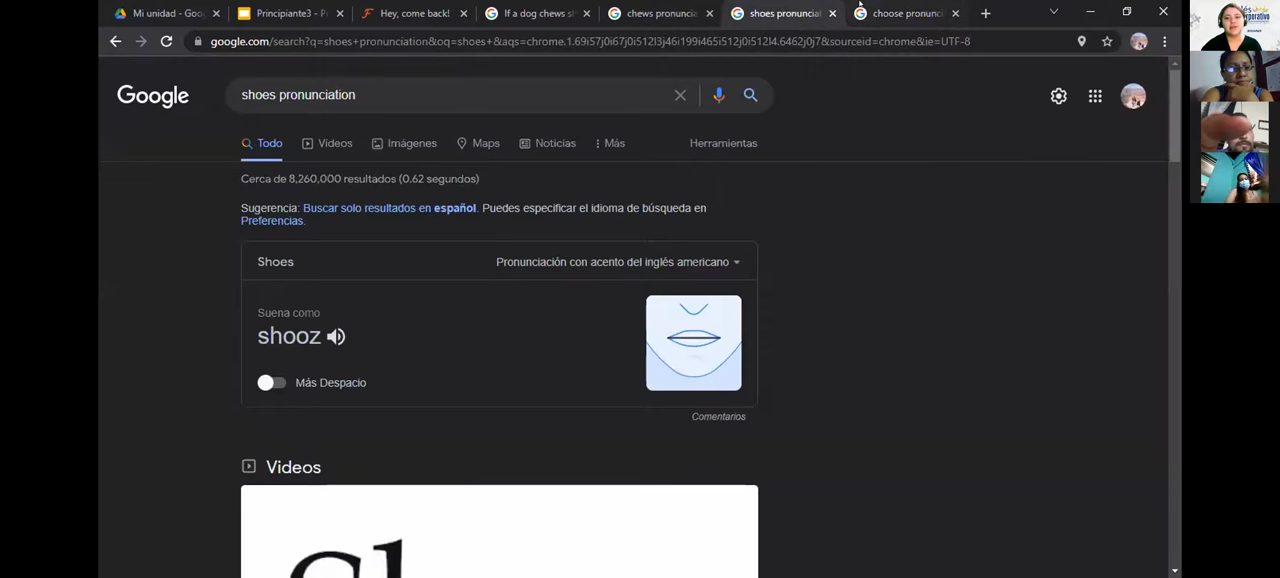 Mi unidad - Goog
Principiante3 - Pr
Hey, come back!
If a dog chews sh
chews pronuncia
shoes pronunciat
choose pronunci
google.com/search?q=shoes+pronunciation&oq=shoes+&aqs=chrome.1.69i57j0i67j0i512l3j46i199i465i512j0i512l4.6462j0j7&sourceid=chrome&ie=UTF-8
Google
shoes pronunciation
Todo
Videos
Imágenes
Maps
Noticias
Más
Herramientas
Cerca de 8,260,000 resultados (0.62 segundos)
Sugerencia: Buscar solo resultados en español. Puedes especificar el idioma de búsqueda en
Preferencias.
Shoes
Pronunciación con acento del inglés americano
Suena como
shooz
Más Despacio
Comentarios
Videos